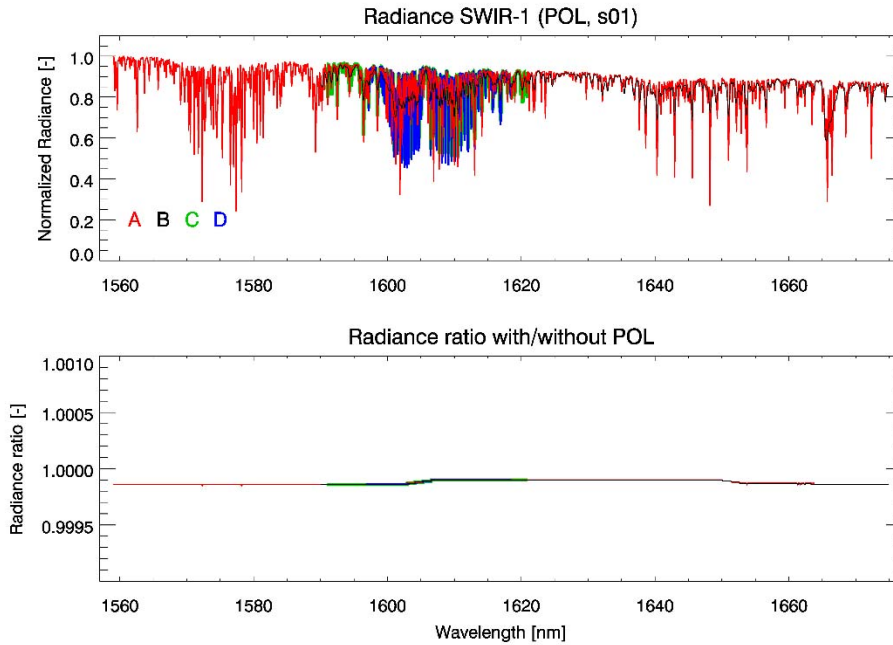 Radiance SWIR-1 (POL, s01)
Normalized Radiance [-]
1.0
0.8
0.6
0.4
0.2
0.0
A B C D
1560 1580 1600 1620 1640 1660
Radiance ratio with/without POL
Radiance ratio [-]
1.0010
1.0005
1.0000
0.9995
1560 1580 1600 1620 1640 1660
Wavelength [nm]